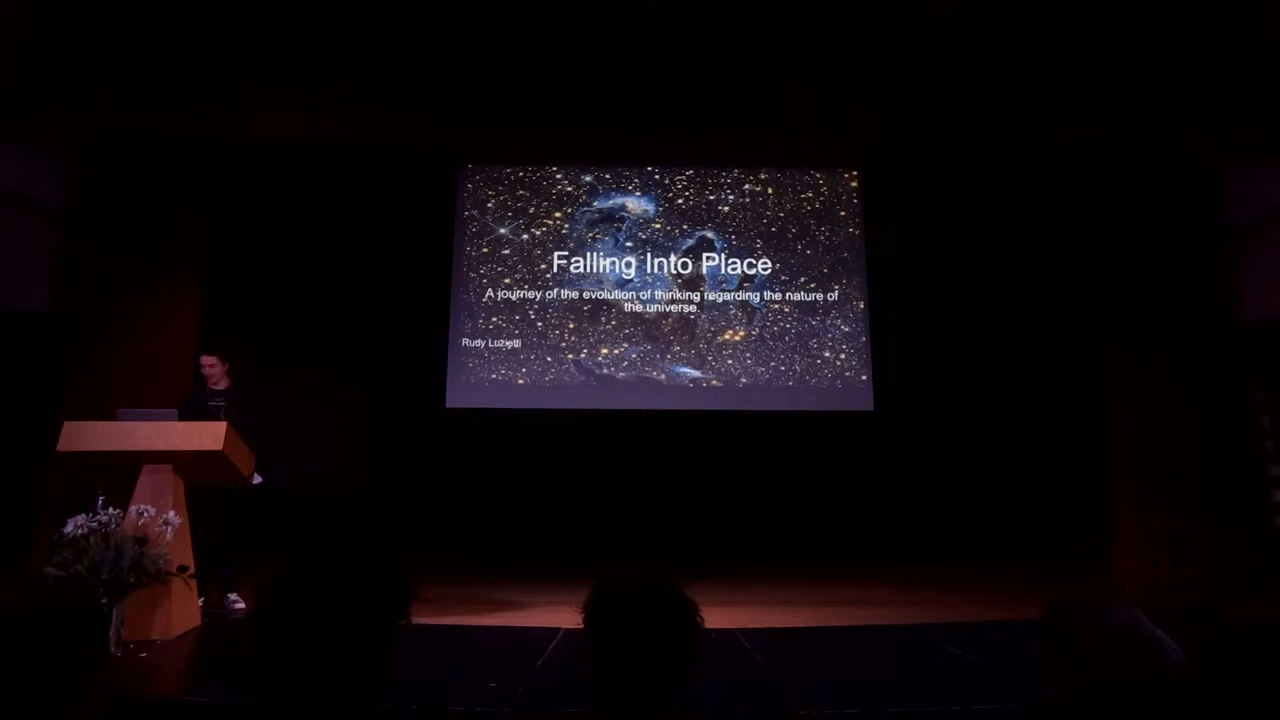 Falling Into Place
A journey of the evolution of thinking regarding the nature of
the universe.
Rudy Luzietti